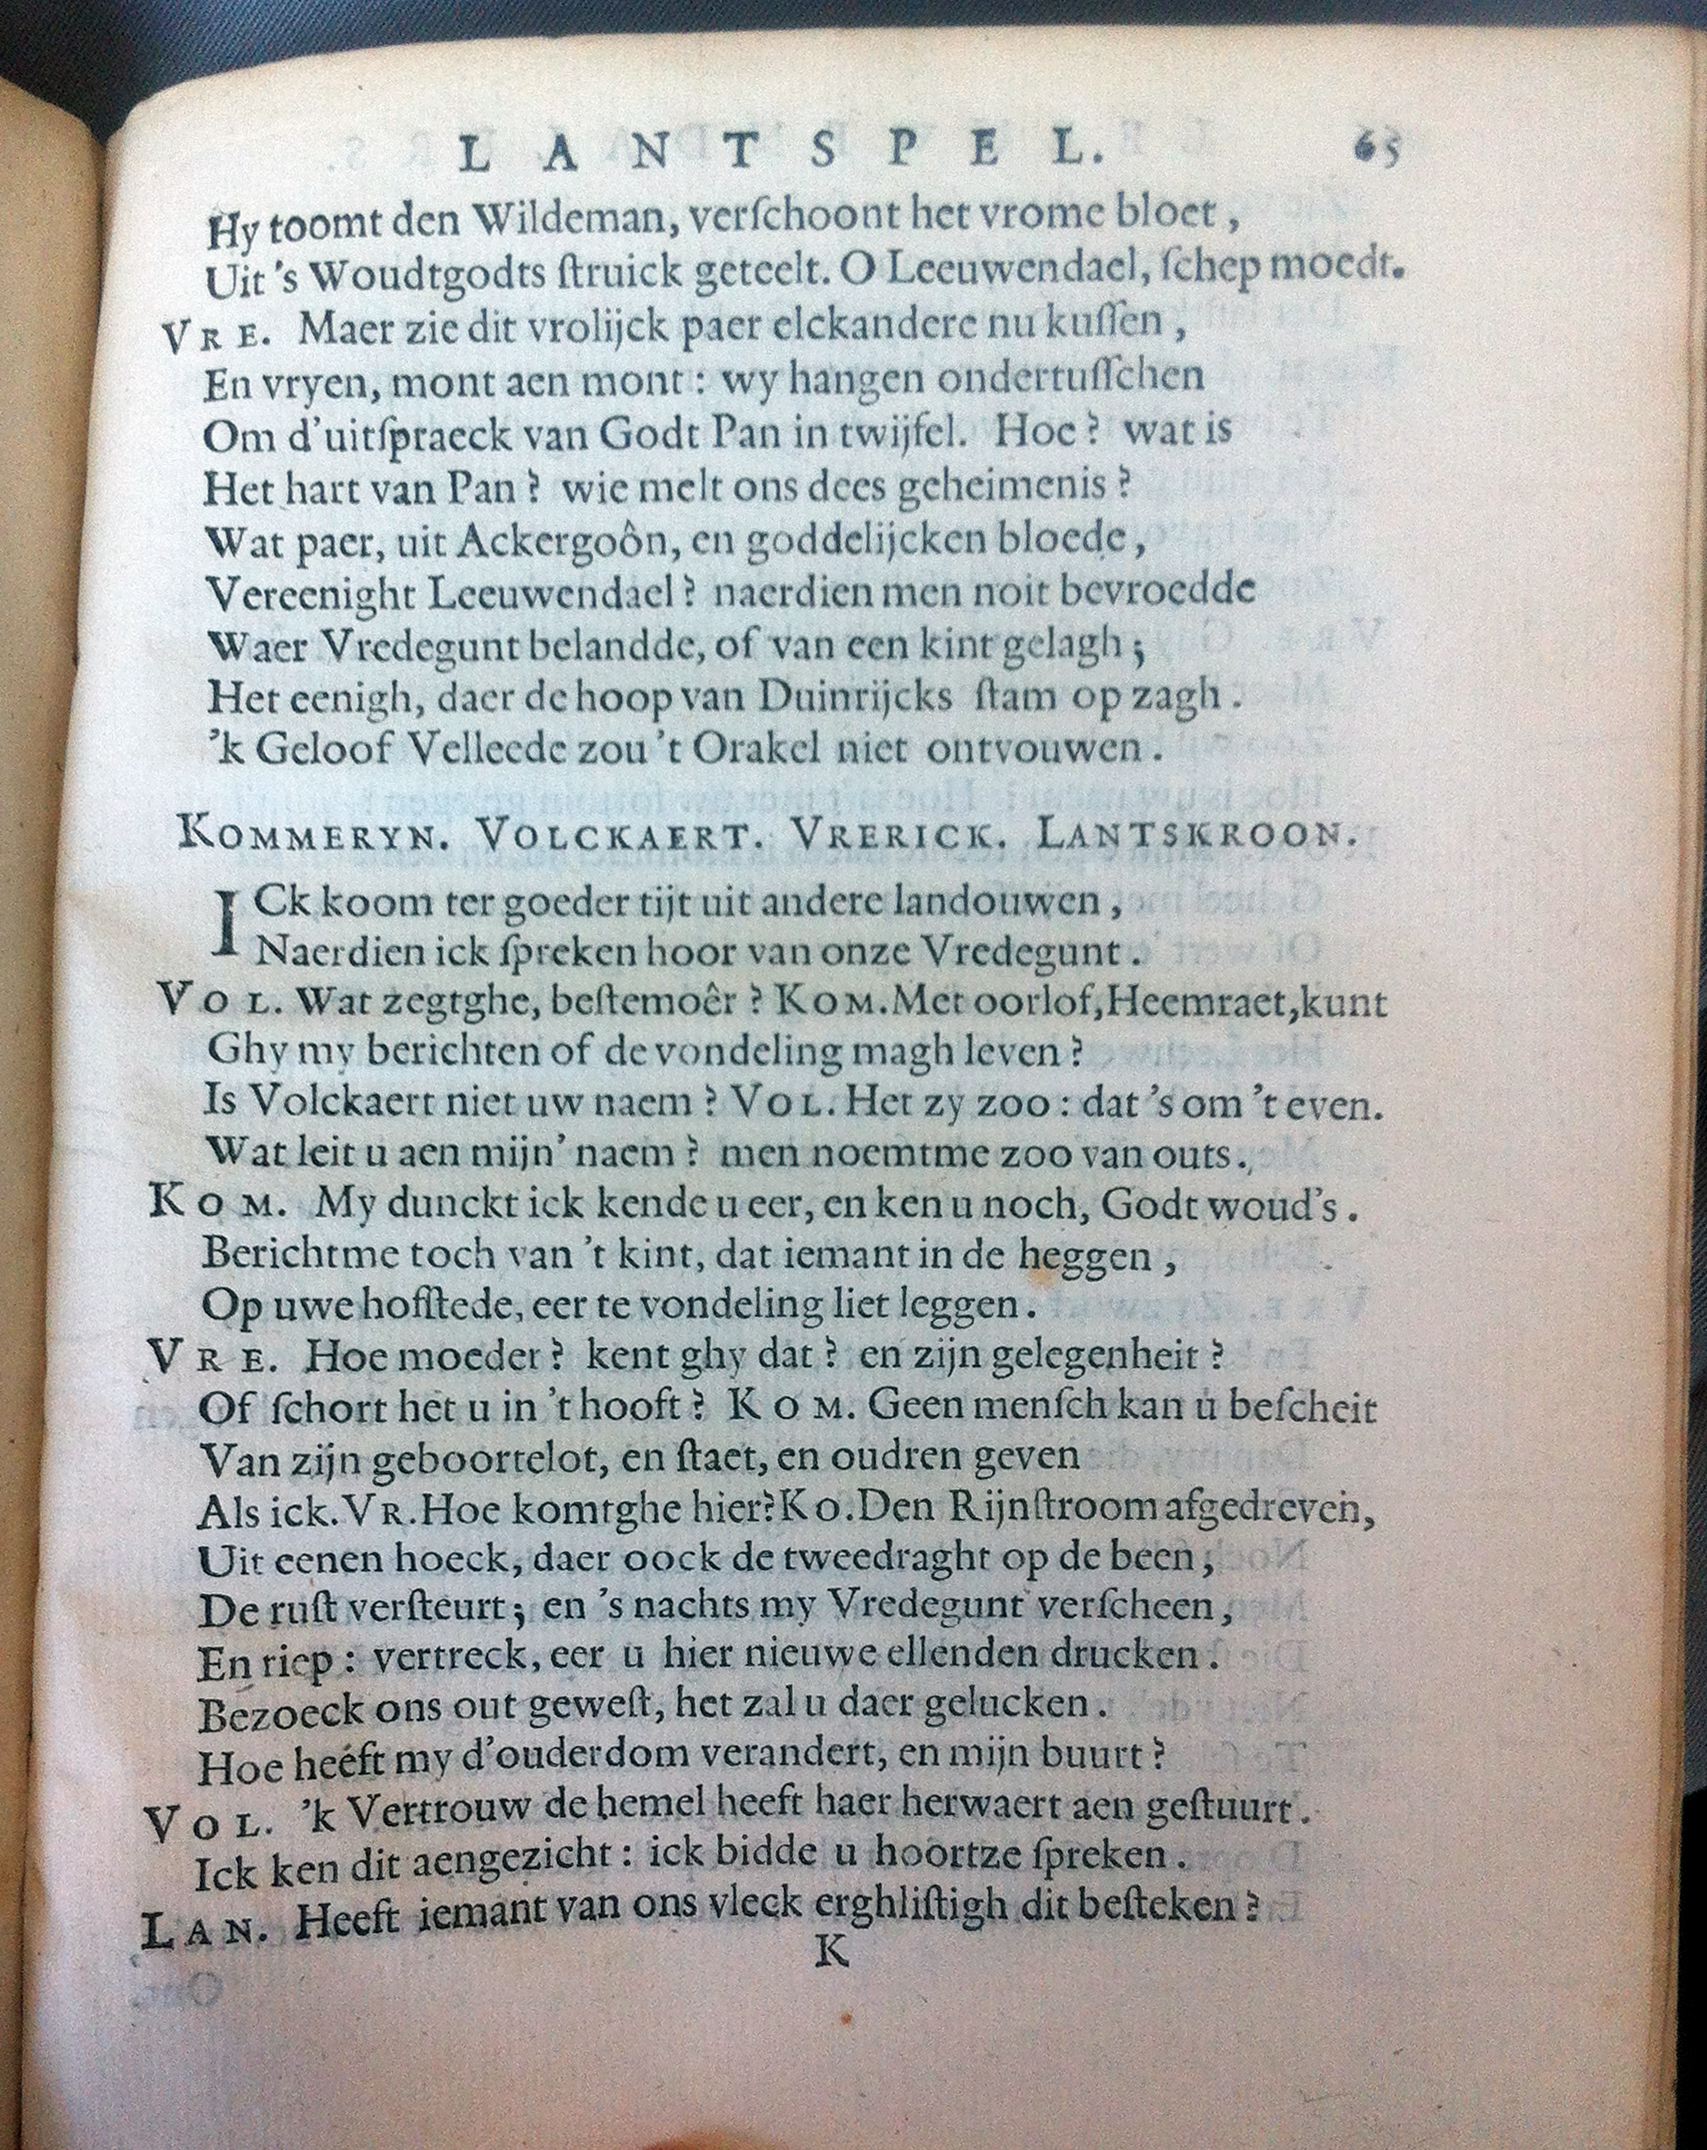 LANTSPEL. 65
Hy toomt den Wildeman, verſchoont het vrome bloet,
Uit 's Woudtgodts ſtruick geteelt. O Leeuwendael, ſchep moedt.
VRE. Maer zie dit vrolijck paer elckandere nu kuſſen,
En vryen, mont aen mont: wy hangen ondertuſſchen
Om d'uitſpraeck van Godt Pan in twijfel. Hoe? wat is
Het hart van Pan? wie melt ons dees geheimenis?
Wat paer, uit Ackergoôn, en goddelijcken bloede,
Vereenight Leeuwendael? naerdien men noit bevroedde
Waer Vredegunt belandde, of van een kint gelagh;
Het eenigh, daer de hoop van Duinrijcks ſtam op zagh.
'k Geloof Velleede zou 't Orakel niet ontvouwen.
KOMMERYN. VOLCKAERT. VRERICK. LANTSKROON.
ICk koom ter goeder tijt uit andere landouwen,
Naerdien ick ſpreken hoor van onze Vredegunt.
VOL. Wat zegtghe, beſtemoêr? KOM. Met oorlof, Heemraet, kunt
Ghy my berichten of de vondeling magh leven?
Is Volckaert niet uw naem? VOL. Het zy zoo: dat 's om 't even.
Wat leit u aen mijn' naem? men noemtme zoo van outs.
KOM. My dunckt ick kende u eer, en ken u noch, Godt woud's.
Berichtme toch van 't kint, dat iemant in de heggen,
Op uwe hofſtede, eer te vondeling liet leggen.
VRE. Hoe moeder? kent ghy dat? en zijn gelegenheit?
Of ſchort het u in 't hooft? KOM. Geen menſch kan u beſcheit
Van zijn geboortelot, en ſtaet, en oudren geven
Als ick. VR. Hoe komtghe hier? KO. Den Rijnſtroom afgedreven,
Uit eenen hoeck, daer oock de tweedraght op de been,
De ruſt verſteurt; en 's nachts my Vredegunt verſcheen,
En riep: vertreck, eer u hier nieuwe ellenden drucken.
Bezoeck ons out geweſt, het zal u daer gelucken.
Hoe heeft my d'ouderdom verandert, en mijn buurt?
VOL. 'k Vertrouw de hemel heeft haer herwaert aen geſtuurt.
Ick ken dit aengezicht: ick bidde u hoortze ſpreken.
LAN. Heeft iemant van ons vleck erghliſtigh dit beſteken?
K